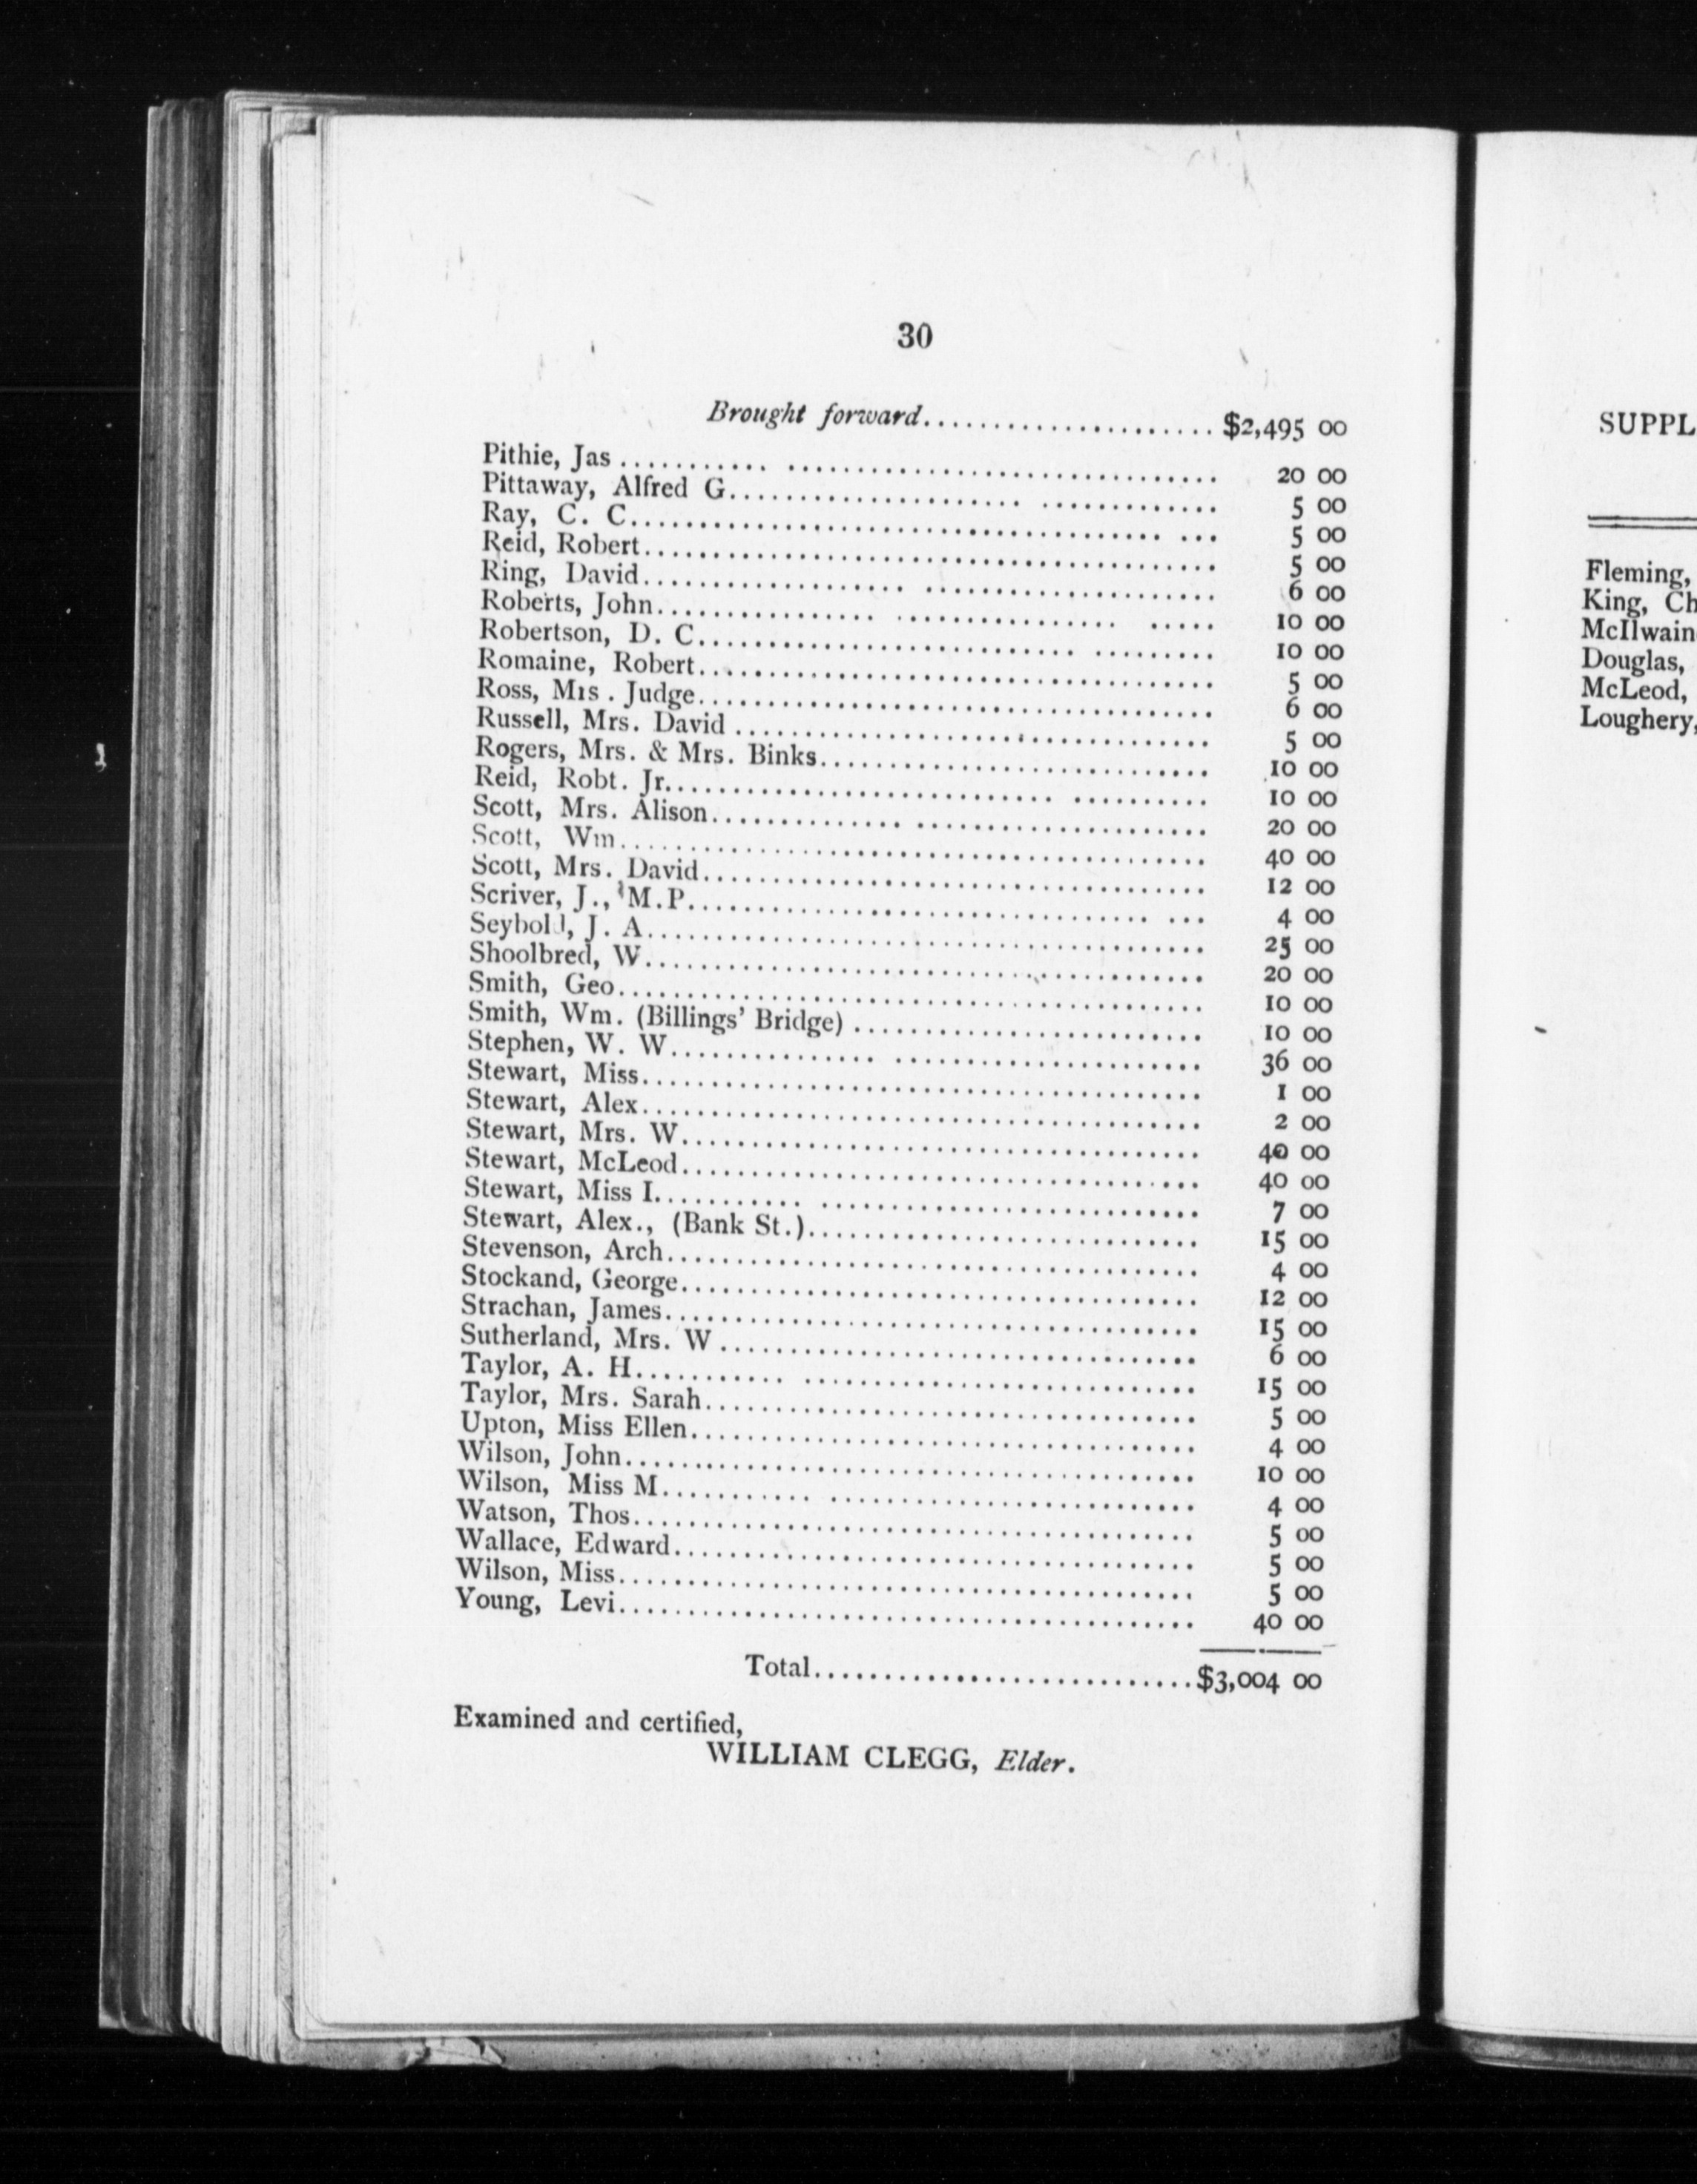 30
Brought forward...................... $2,495 00
Pithie, Jas ........... ................................ 20 00
Pittaway, Alfred G..................... ............. 5 00
Ray, C. C...................................... ... 5 00
Reid, Robert......................................... 5 00
Ring, David................... ..................... 6 00
Roberts, John.................. ................ ..... 10 00
Robertson, D. C............................ ......... 10 00
Romaine, Robert..................................... 5 00
Ross, Mrs . Judge..................................... 6 00
Russell, Mrs. David .................................. 5 00
Rogers, Mrs. & Mrs. Binks............................ 10 00
Reid, Robt. Jr............................. .......... 10 00
Scott, Mrs. Alison.............. ..................... 20 00
Scott, Wm.......................................... 40 00
Scott, Mrs. David.................................... 12 00
Scriver, J., M.P................................. ... 4 00
Seybold, J. A........................................ 25 00
Shoolbred, W........................................ 20 00
Smith, Geo.......................................... 10 00
Smith, Wm. (Billings' Bridge) ......................... 10 00
Stephen, W. W............... ...................... 36 00
Stewart, Miss........................................ 1 00
Stewart, Alex........................................ 2 00
Stewart, Mrs. W..................................... 40 00
Stewart, McLeod..................................... 40 00
Stewart, Miss I........... ........................... 7 00
Stewart, Alex., (Bank St.)............................ 15 00
Stevenson, Arch...................................... 4 00
Stockand, George..................................... 12 00
Strachan, James...................................... 15 00
Sutherland, Mrs. W .................................. 6 00
Taylor, A. H........... ............................ 15 00
Taylor, Mrs. Sarah................................... 5 00
Upton, Miss Ellen.................................... 4 00
Wilson, John......................................... 10 00
Wilson, Miss M........... .......................... 4 00
Watson, Thos........................................ 5 00
Wallace, Edward..................................... 5 00
Wilson, Miss......................................... 5 00
Young, Levi......................................... 40 00
Total...........................$3,004 00
Examined and certified,
WILLIAM CLEGG, Elder.
SUPPL
Fleming,
King, Ch
McIlwain
Douglas,
McLeod,
Loughery,